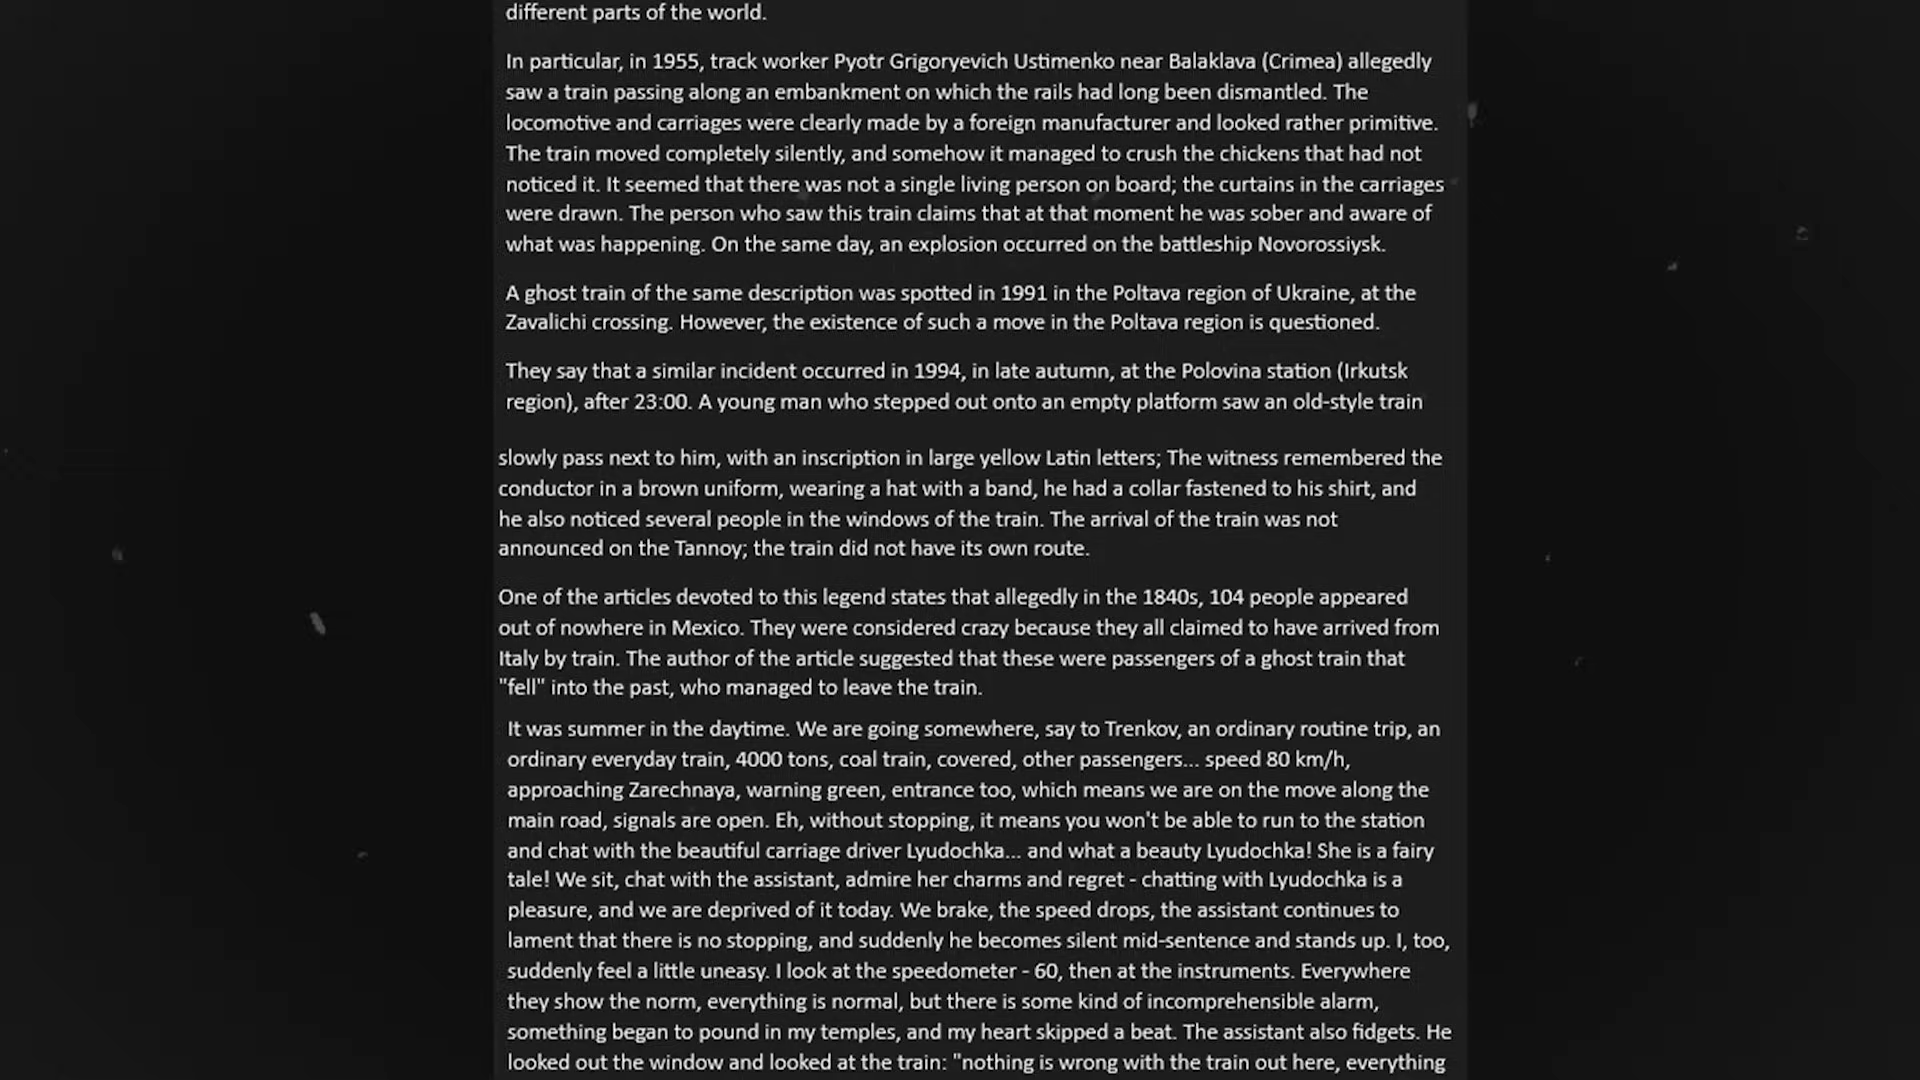 different parts of the world.
In particular, in 1955, track worker Pyotr Grigoryevich Ustimenko near Balaklava (Crimea) allegedly
saw a train passing along an embankment on which the rails had long been dismantled. The
locomotive and carriages were clearly made by a foreign manufacturer and looked rather primitive.
The train moved completely silently, and somehow it managed to crush the chickens that had not
noticed it. It seemed that there was not a single living person on board; the curtains in the carriages
were drawn. The person who saw this train claims that at that moment he was sober and aware of
what was happening. On the same day, an explosion occurred on the battleship Novorossiysk.
A ghost train of the same description was spotted in 1991 in the Poltava region of Ukraine, at the
Zavalichi crossing. However, the existence of such a move in the Poltava region is questioned.
They say that a similar incident occurred in 1994, in late autumn, at the Polovina station (Irkutsk
region), after 23:00. A young man who stepped out onto an empty platform saw an old-style train
slowly pass next to him, with an inscription in large yellow Latin letters; The witness remembered the
conductor in a brown uniform, wearing a hat with a band, he had a collar fastened to his shirt, and
he also noticed several people in the windows of the train. The arrival of the train was not
announced on the Tannoy; the train did not have its own route.
One of the articles devoted to this legend states that allegedly in the 1840s, 104 people appeared
out of nowhere in Mexico. They were considered crazy because they all claimed to have arrived from
Italy by train. The author of the article suggested that these were passengers of a ghost train that
"fell" into the past, who managed to leave the train.
It was summer in the daytime. We are going somewhere, say to Trenkov, an ordinary routine trip, an
ordinary everyday train, 4000 tons, coal train, covered, other passengers... speed 80 km/h,
approaching Zarechnaya, warning green, entrance too, which means we are on the move along the
main road, signals are open. Eh, without stopping, it means you won't be able to run to the station
and chat with the beautiful carriage driver Lyudochka... and what a beauty Lyudochka! She is a fairy
tale! We sit, chat with the assistant, admire her charms and regret - chatting with Lyudochka is a
pleasure, and we are deprived of it today. We brake, the speed drops, the assistant continues to
lament that there is no stopping, and suddenly he becomes silent mid-sentence and stands up. I, too,
suddenly feel a little uneasy. I look at the speedometer - 60, then at the instruments. Everywhere
they show the norm, everything is normal, but there is some kind of incomprehensible alarm,
something began to pound in my temples, and my heart skipped a beat. The assistant also fidgets. He
looked out the window and looked at the train: "nothing is wrong with the train out here, everything